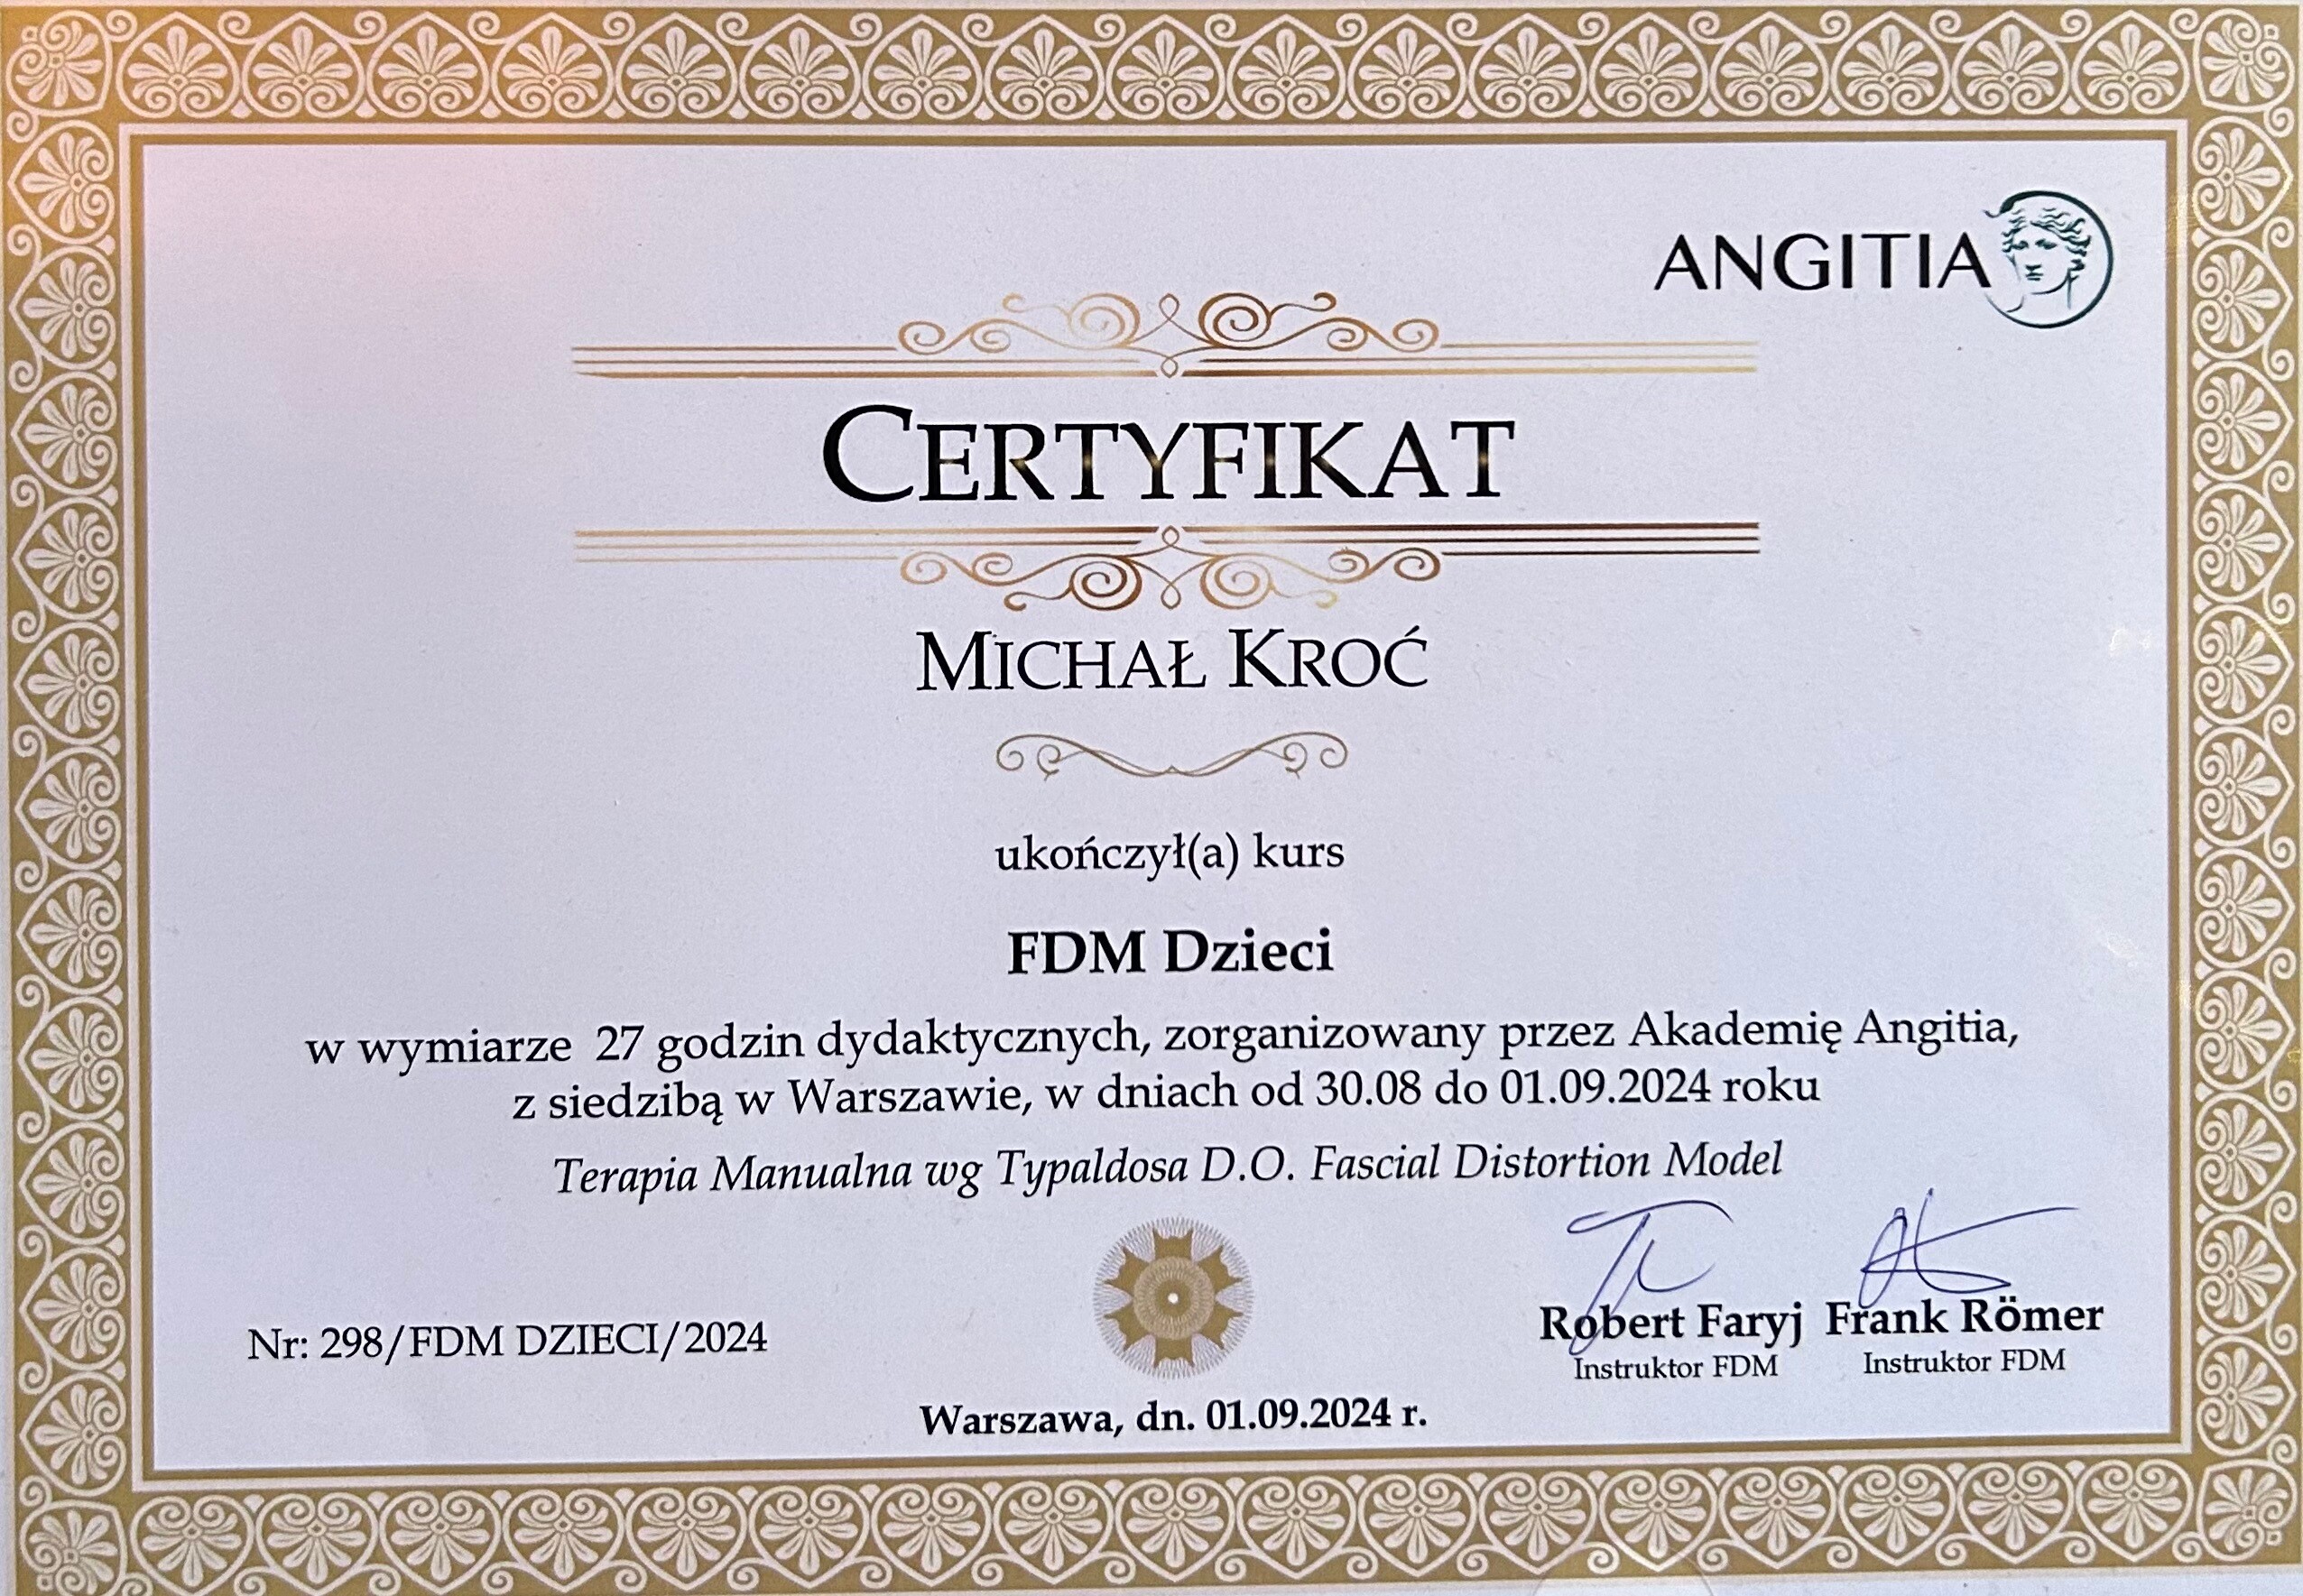 ANGITIA
CERTYFIKAT
MICHAŁ KROĆ
ukończył(a) kurs
FDM Dzieci
w wymiarze 27 godzin dydaktycznych, zorganizowany przez Akademię Angitia,
z siedzibą w Warszawie, w dniach od 30.08 do 01.09.2024 roku
Terapia Manualna wg Typaldosa D.O. Fascial Distortion Model
Robert Faryj Frank Römer
Instruktor FDM Instruktor FDM
Nr: 298/FDM DZIECI/2024
Warszawa, dn. 01.09.2024 r.